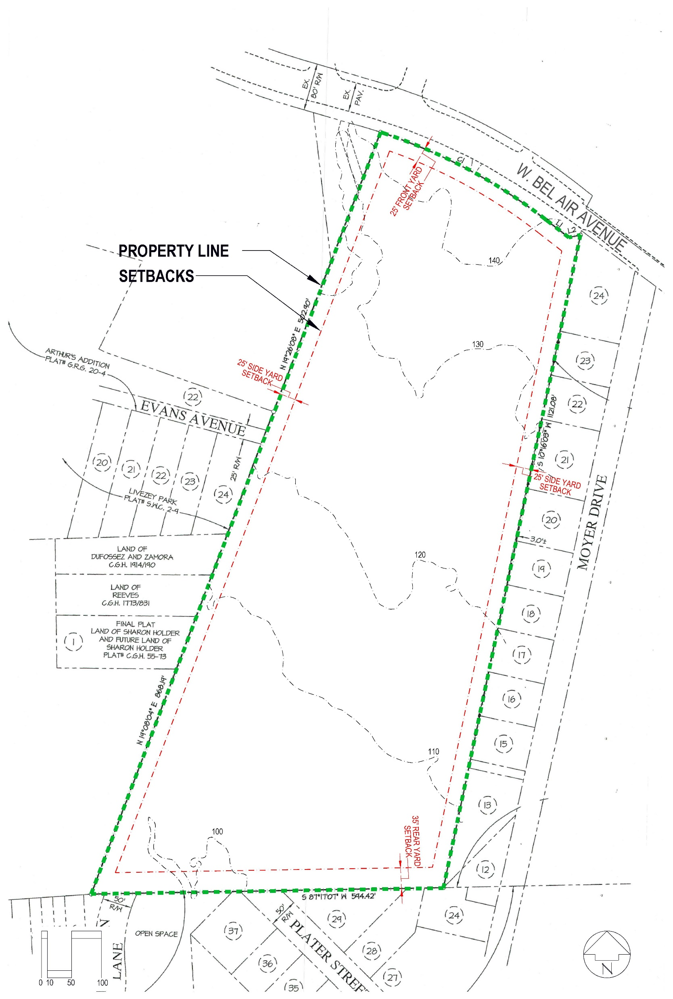 EX.
80' R/W
EX.
PAV.
W. BEL AIR AVENUE
C1
L1
L2
25' FRONT YARD
SETBACK
PROPERTY LINE
SETBACKS
140
24
N 19°26'08" E 502.90'
130
23
ARTHUR'S ADDITION
PLAT# G.R.G. 20-4
25' SIDE YARD
SETBACK
22
EVANS AVENUE
22
S 10°16'03" W 1121.08'
20
21
22
23
24
25' R/W
21
25' SIDE YARD
SETBACK
MOYER DRIVE
LIVEZEY PARK
PLAT# S.W.C. 2-9
20
3.0'±
LAND OF
DUFOSSEZ AND ZAMORA
C.G.H. 1914/190
120
19
LAND OF
REEVES
C.G.H. 1773/831
18
FINAL PLAT
LAND OF SHARON HOLDER
AND FUTURE LAND OF
SHARON HOLDER
PLAT# C.G.H. 55-73
1
17
N 19°08'04" E 868.19'
16
15
110
13
100
35' REAR YARD
SETBACK
12
S 87°17'07" W 594.42'
50'
R/W
50'
R/W
29
24
PLATER STREET
OPEN SPACE
37
28
LANE
36
27
35
N
0 10 50 100